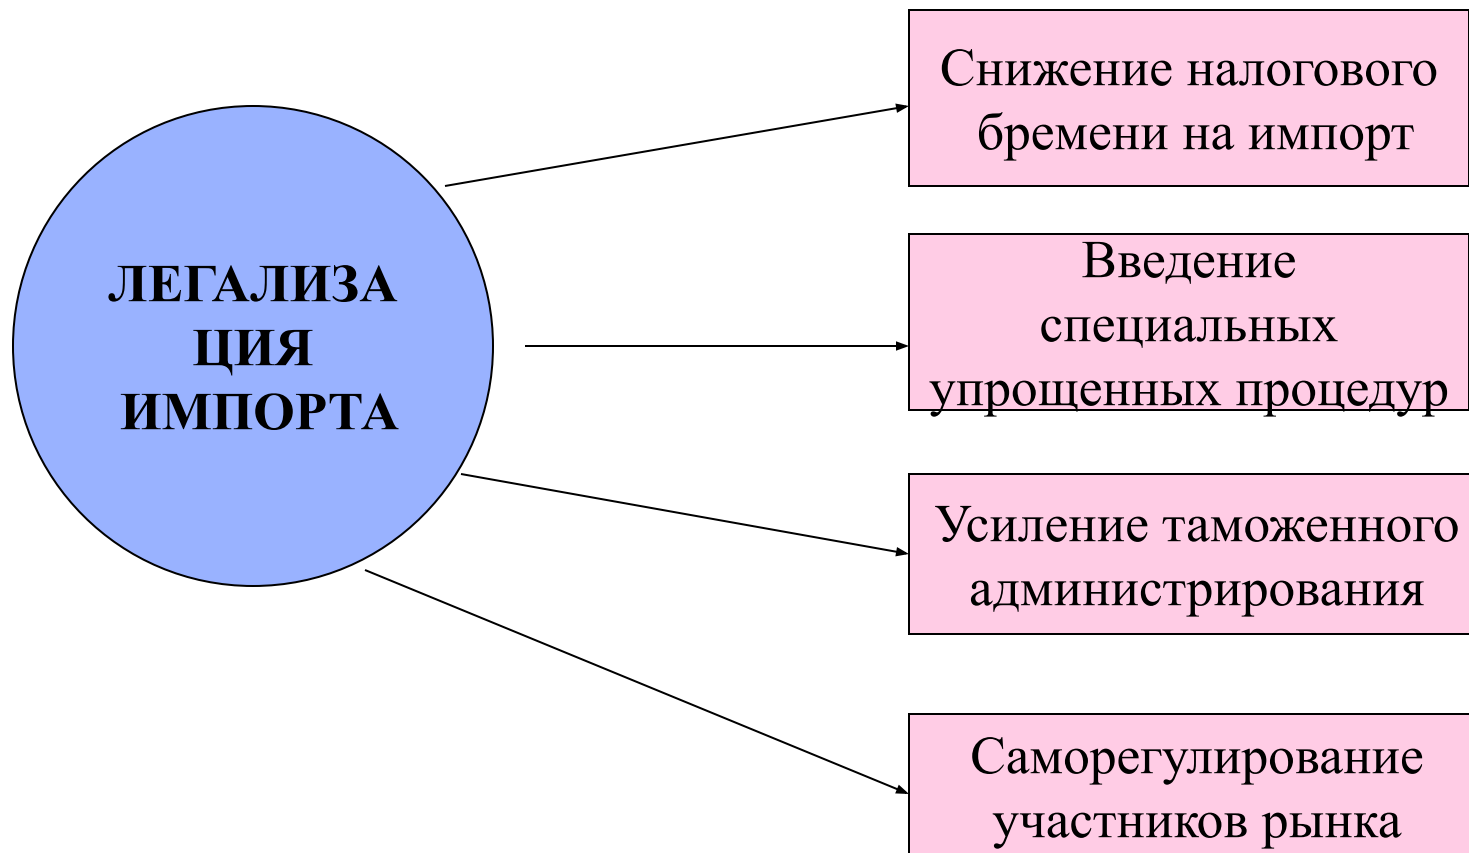 ЛЕГАЛИЗА
ЦИЯ
ИМПОРТА
Снижение налогового
бремени на импорт
Введение
специальных
упрощенных процедур
Усиление таможенного
администрирования
Саморегулирование
участников рынка